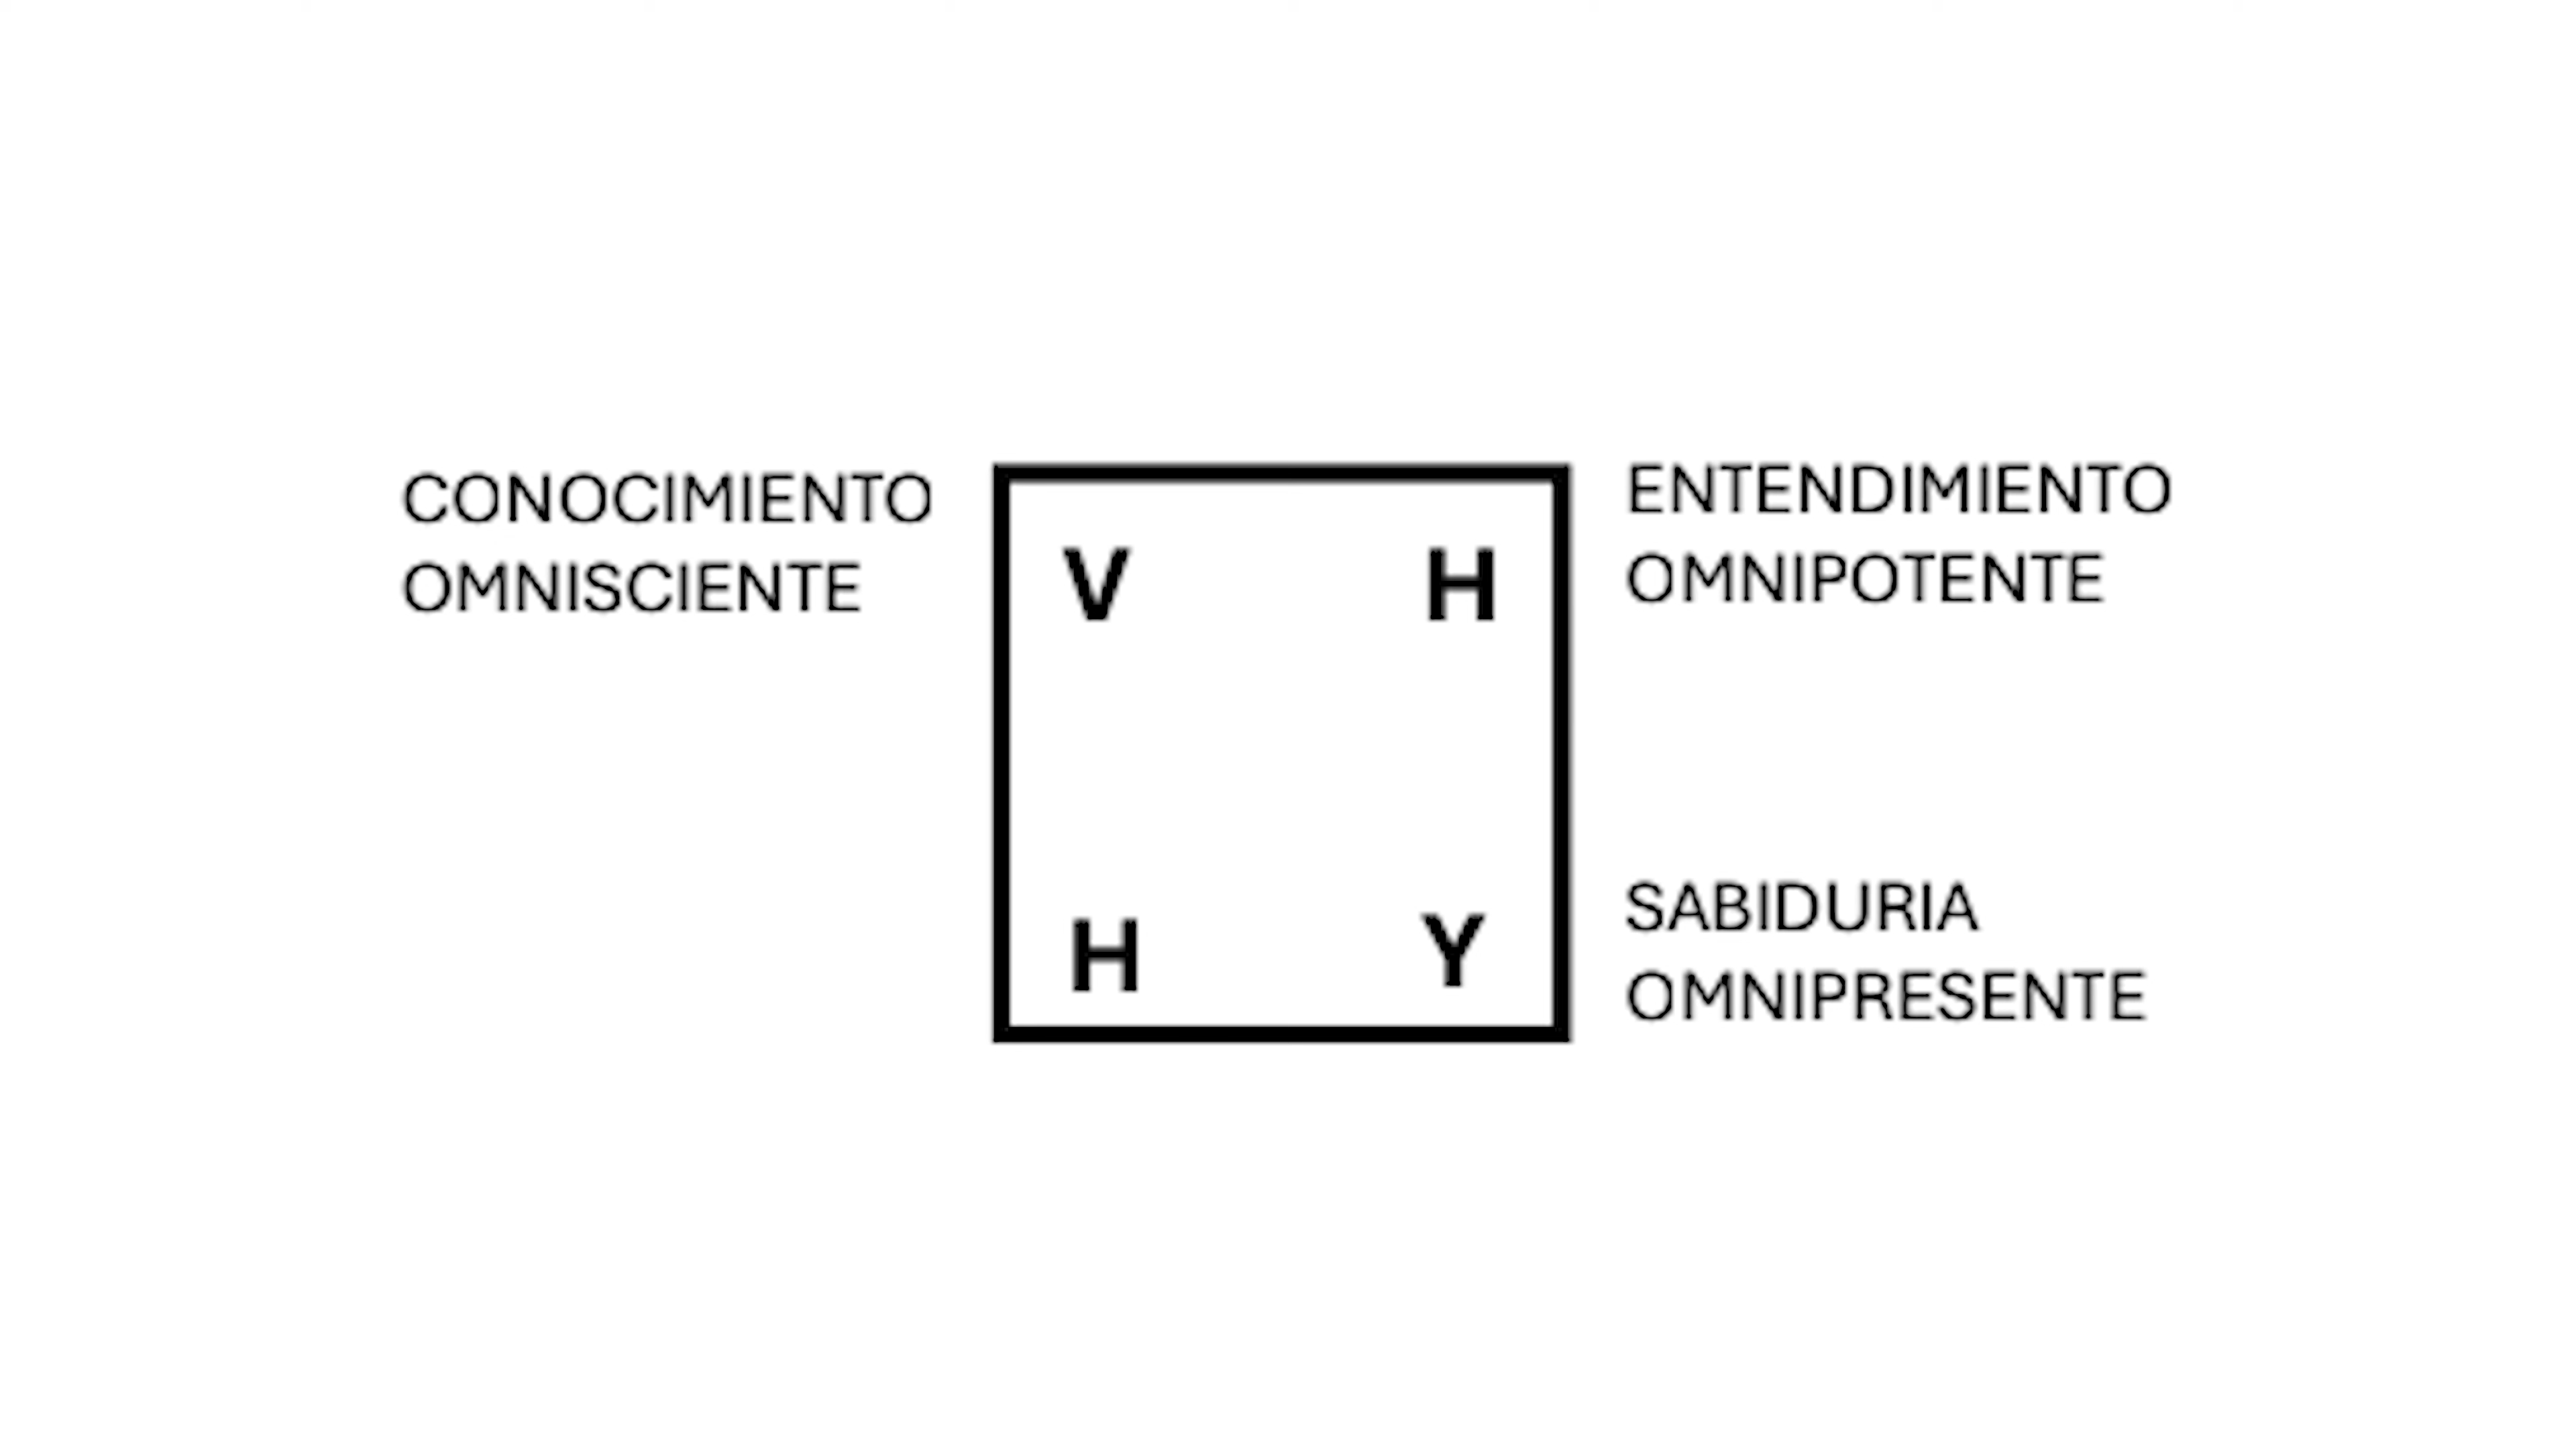 CONOCIMIENTO
OMNISCIENTE
V
H
ENTENDIMIENTO
OMNIPOTENTE
H
Y
SABIDURIA
OMNIPRESENTE